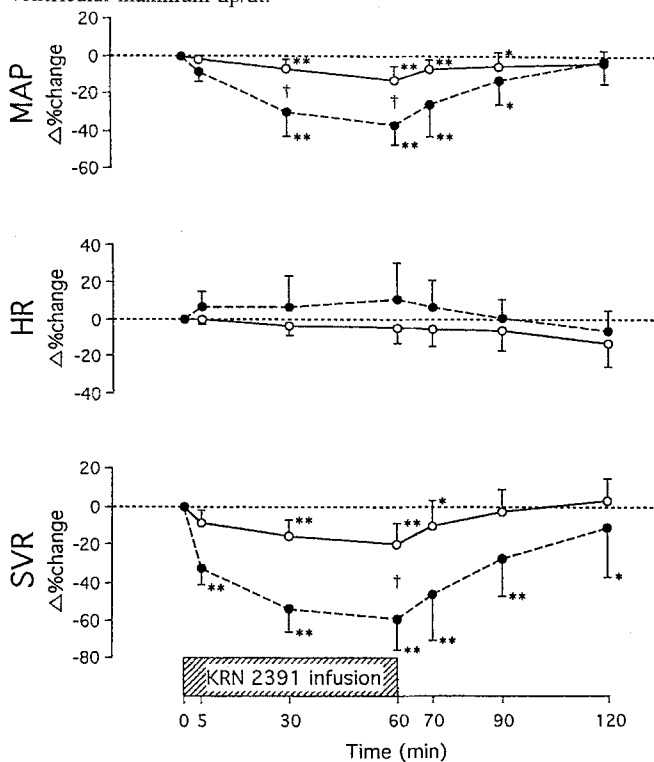 ventricular maximum dp/dt.
MAP
△%change
20
0
-20
-40
-60
** ** ** *
† †
** ** ** *
HR
△%change
40
20
0
-20
-40
SVR
△%change
20
0
-20
-40
-60
-80
** ** *
†
** ** ** ** ** *
KRN 2391 infusion
0 5 30 60 70 90 120
Time (min)